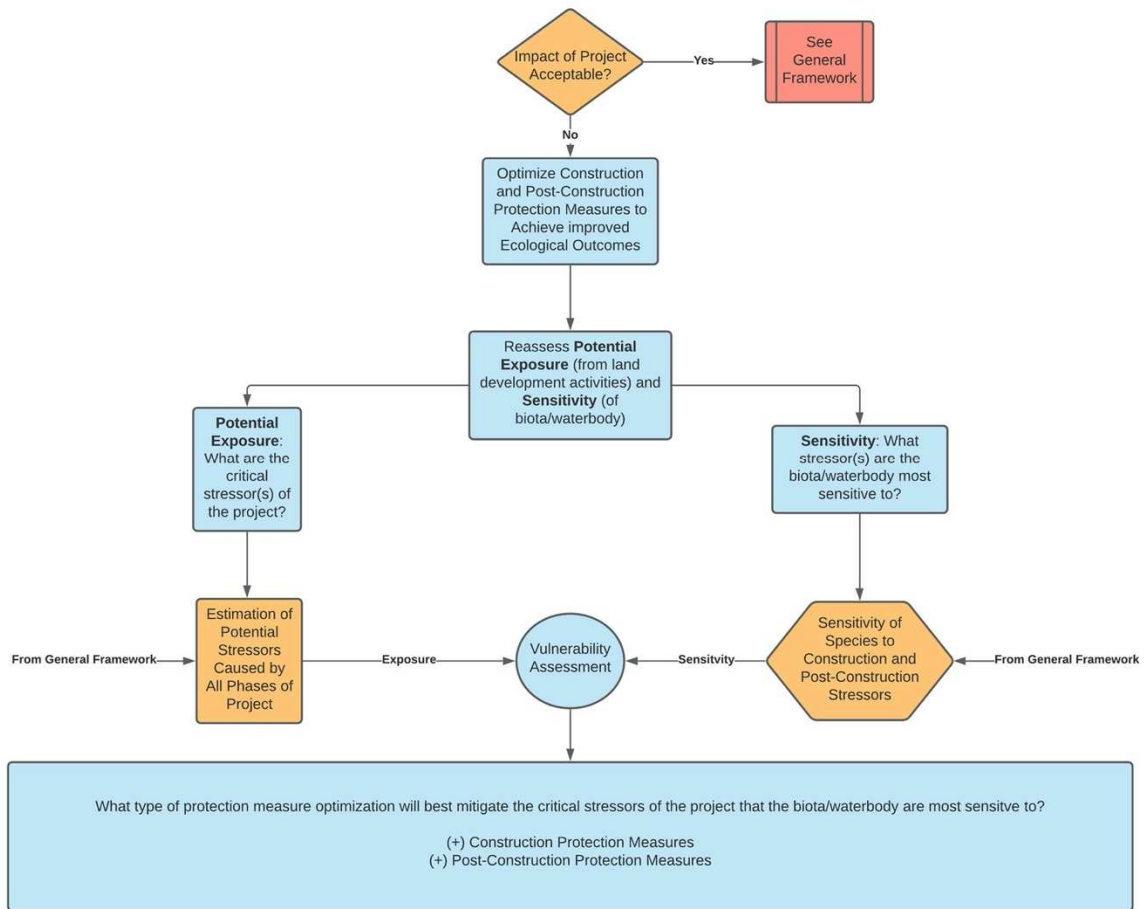 Impact of Project
Acceptable?
Yes
See
General
Framework
No
Optimize Construction
and Post-Construction
Protection Measures to
Achieve improved
Ecological Outcomes
Reassess Potential
Exposure (from land
development activities) and
Sensitivity (of
biota/waterbody)
Potential
Exposure:
What are the
critical
stressor(s) of
the project?
Sensitivity: What
stressor(s) are the
biota/waterbody most
sensitive to?
From General Framework
Estimation of
Potential
Stressors
Caused by
All Phases of
Project
Exposure
Vulnerability
Assessment
Sensitvity
Sensitivity of
Species to
Construction and
Post-Construction
Stressors
From General Framework
What type of protection measure optimization will best mitigate the critical stressors of the project that the biota/waterbody are most sensitve to?
(+) Construction Protection Measures
(+) Post-Construction Protection Measures